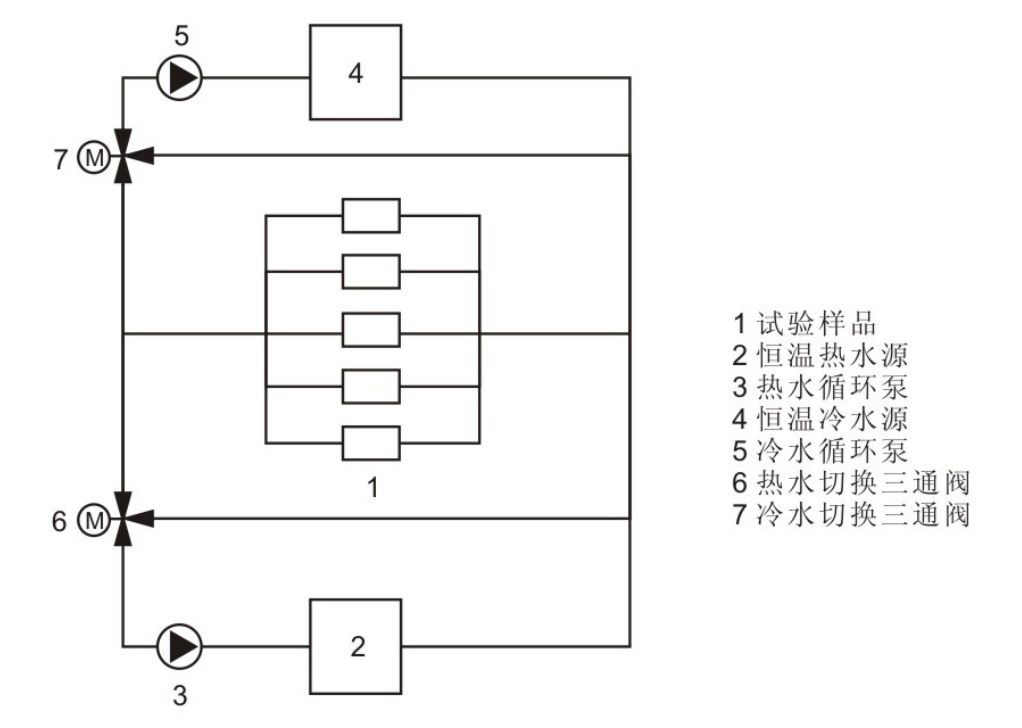 5
4
7 M
1
6 M
2
3
1 试验样品
2 恒温热水源
3 热水循环泵
4 恒温冷水源
5 冷水循环泵
6 热水切换三通阀
7 冷水切换三通阀